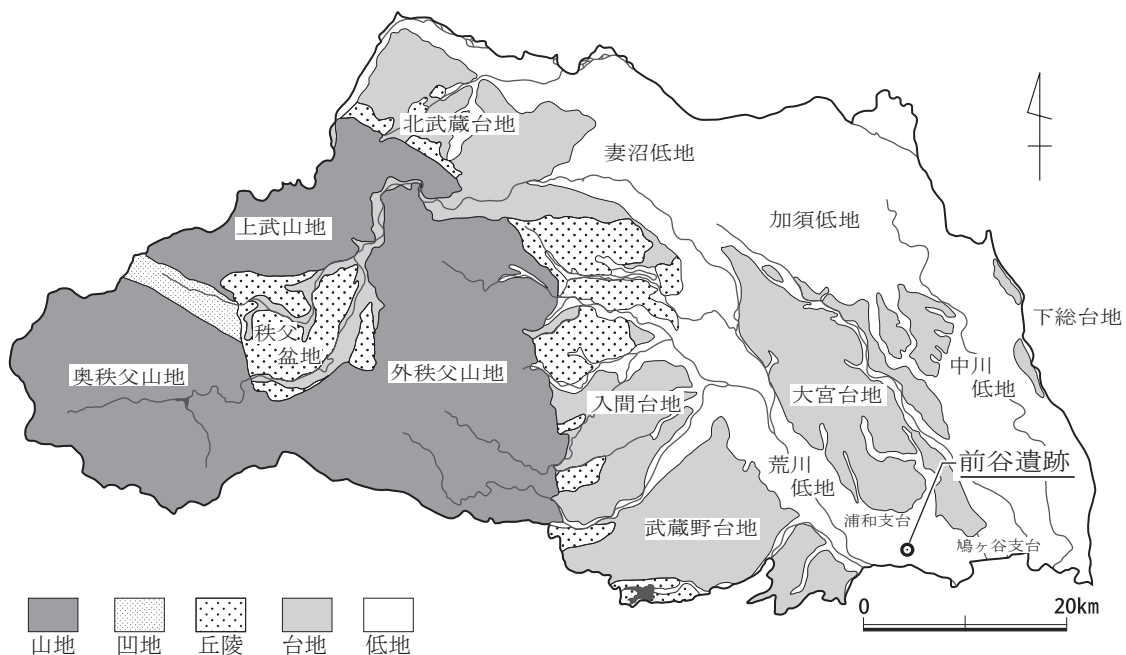 北武蔵台地
妻沼低地
加須低地
上武山地
下総台地
秩父
盆地
奥秩父山地
外秩父山地
入間台地
大宮台地
中川
低地
前谷遺跡
荒川
低地
浦和支台
鳩ヶ谷支台
武蔵野台地
0 20km
山地 凹地 丘陵 台地 低地